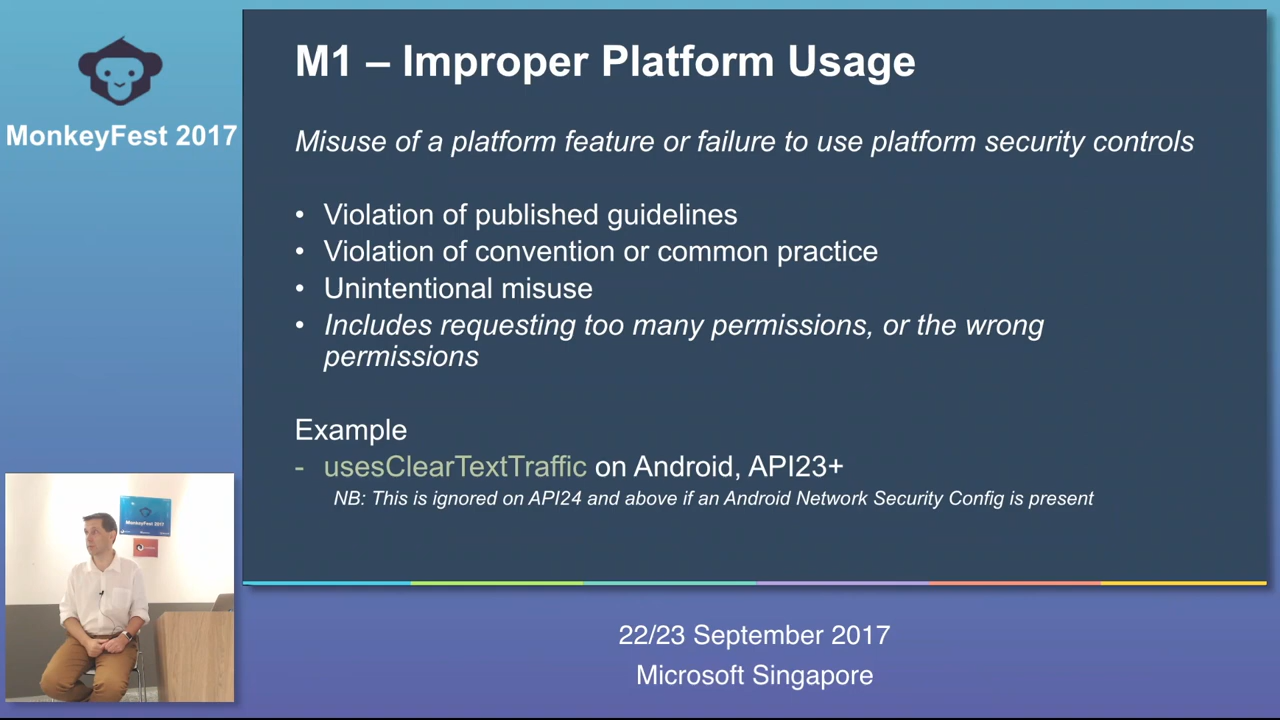 MonkeyFest 2017
M1 – Improper Platform Usage
Misuse of a platform feature or failure to use platform security controls
• Violation of published guidelines
• Violation of convention or common practice
• Unintentional misuse
• Includes requesting too many permissions, or the wrong
permissions
Example
- usesClearTextTraffic on Android, API23+
NB: This is ignored on API24 and above if an Android Network Security Config is present
MonkeyFest 2017
22/23 September 2017
Microsoft Singapore